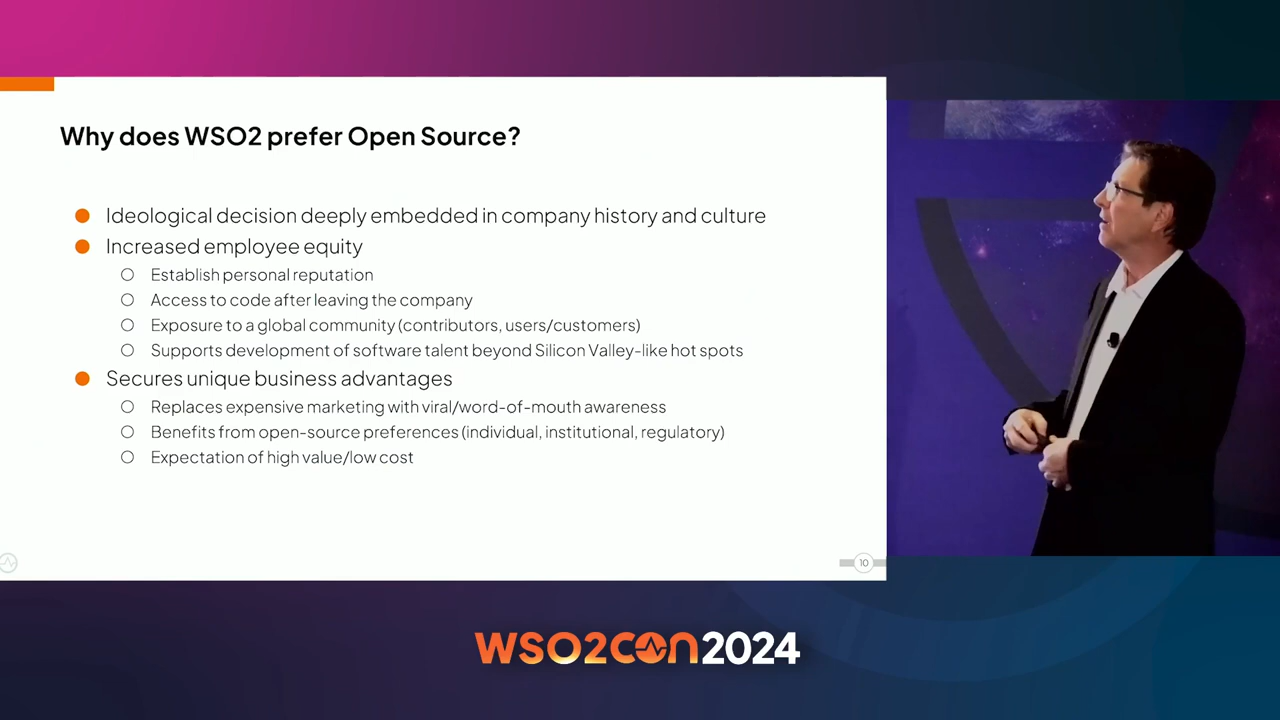 Why does WSO2 prefer Open Source?
Ideological decision deeply embedded in company history and culture
Increased employee equity
Establish personal reputation
Access to code after leaving the company
Exposure to a global community (contributors, users/customers)
Supports development of software talent beyond Silicon Valley-like hot spots
Secures unique business advantages
Replaces expensive marketing with viral/word-of-mouth awareness
Benefits from open-source preferences (individual, institutional, regulatory)
Expectation of high value/low cost
10
WSO2CON2024